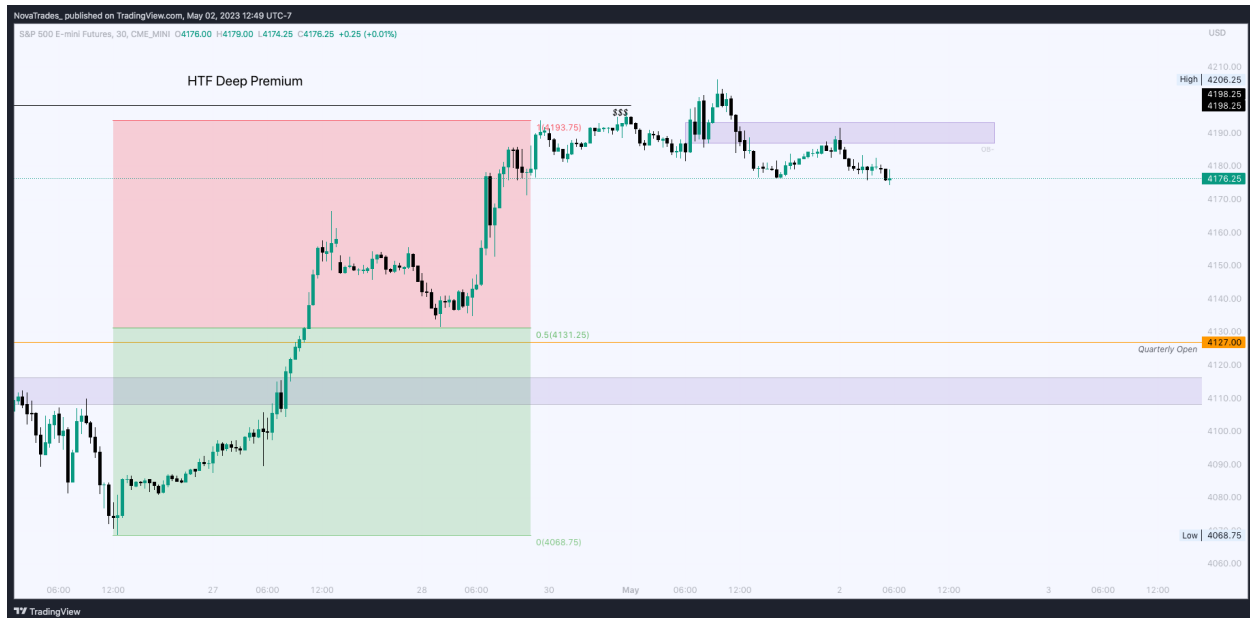 NovaTrades_ published on TradingView.com, May 02, 2023 12:49 UTC-7
S&P 500 E-mini Futures, 30, CME_MINI O4176.00 H4179.00 L4174.25 C4176.25 +0.25 (+0.01%)
USD
HTF Deep Premium
4210.00
High 4206.25
4198.25
4198.25
$$$
1(4193.75)
4190.00
OB-
4180.00
4176.25
4170.00
4160.00
4150.00
4140.00
4130.00
0.5(4131.25)
4127.00
Quarterly Open
4120.00
4110.00
4100.00
4090.00
4080.00
Low 4068.75
0(4068.75)
4060.00
06:00 12:00 27 06:00 12:00 28 06:00 30 May 06:00 12:00 2 06:00 12:00 3 06:00 12:00
TradingView